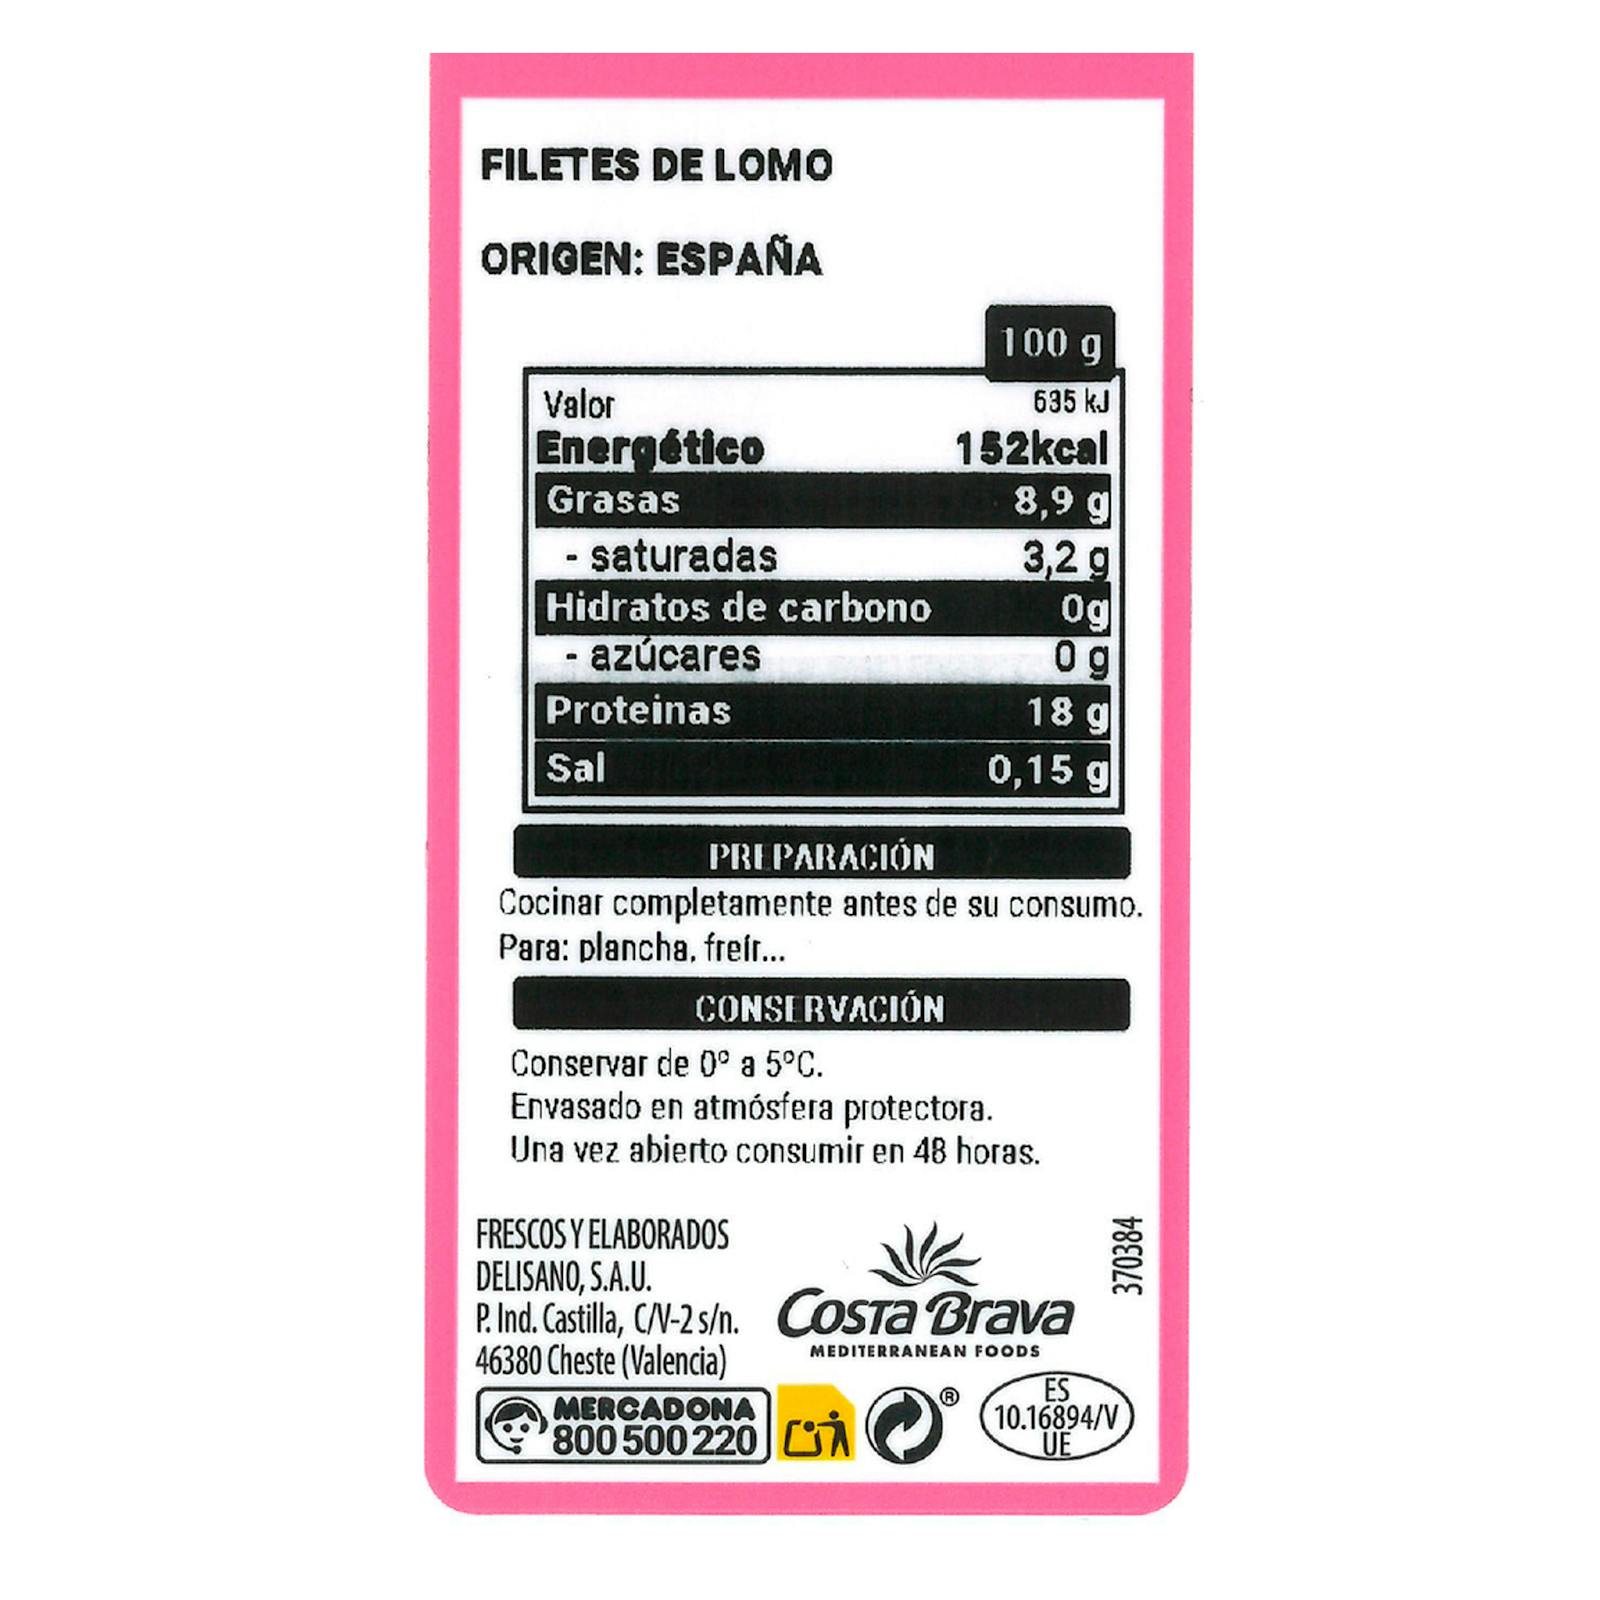 FILETES DE LOMO
ORIGEN: ESPAÑA
100 g
Valor 635 kJ
Energético 152kcal
Grasas 8,9 g
- saturadas 3,2 g
Hidratos de carbono 0g
- azúcares 0 g
Proteinas 18 g
Sal 0,15 g
PREPARACIÓN
Cocinar completamente antes de su consumo.
Para: plancha, freír...
CONSERVACIÓN
Conservar de 0º a 5ºC.
Envasado en atmósfera protectora.
Una vez abierto consumir en 48 horas.
FRESCOS Y ELABORADOS
DELISANO, S.A.U.
P. Ind. Castilla, C/V-2 s/n.
46380 Cheste (Valencia)
Costa Brava
MEDITERRANEAN FOODS
370384
MERCADONA
800 500 220
®
ES
10.16894/V
UE